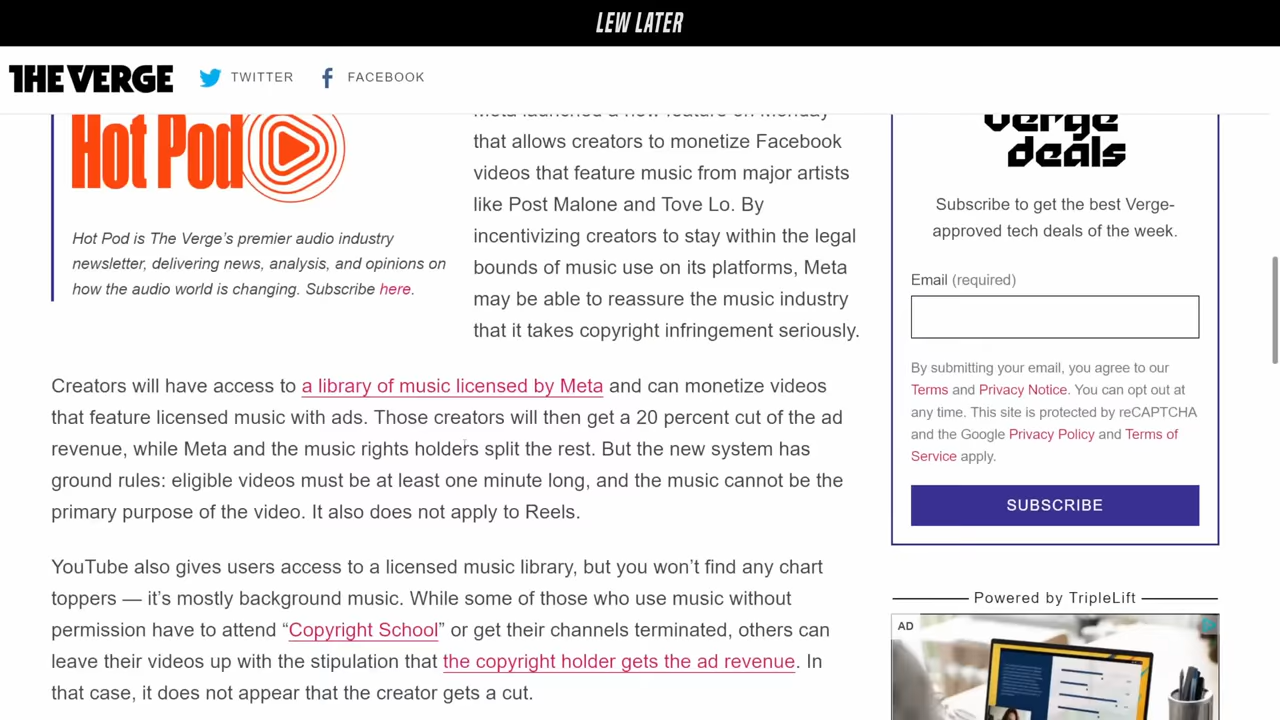 LEW LATER
THE VERGE
TWITTER
FACEBOOK
Hot Pod
Hot Pod is The Verge’s premier audio industry
newsletter, delivering news, analysis, and opinions on
how the audio world is changing. Subscribe here.
Meta launched a new feature on Monday
that allows creators to monetize Facebook
videos that feature music from major artists
like Post Malone and Tove Lo. By
incentivizing creators to stay within the legal
bounds of music use on its platforms, Meta
may be able to reassure the music industry
that it takes copyright infringement seriously.
Creators will have access to a library of music licensed by Meta and can monetize videos
that feature licensed music with ads. Those creators will then get a 20 percent cut of the ad
revenue, while Meta and the music rights holders split the rest. But the new system has
ground rules: eligible videos must be at least one minute long, and the music cannot be the
primary purpose of the video. It also does not apply to Reels.
YouTube also gives users access to a licensed music library, but you won’t find any chart
toppers — it’s mostly background music. While some of those who use music without
permission have to attend “Copyright School” or get their channels terminated, others can
leave their videos up with the stipulation that the copyright holder gets the ad revenue. In
that case, it does not appear that the creator gets a cut.
verge
deals
Subscribe to get the best Verge-
approved tech deals of the week.
Email (required)
By submitting your email, you agree to our
Terms and Privacy Notice. You can opt out at
any time. This site is protected by reCAPTCHA
and the Google Privacy Policy and Terms of
Service apply.
SUBSCRIBE
Powered by TripleLift
AD